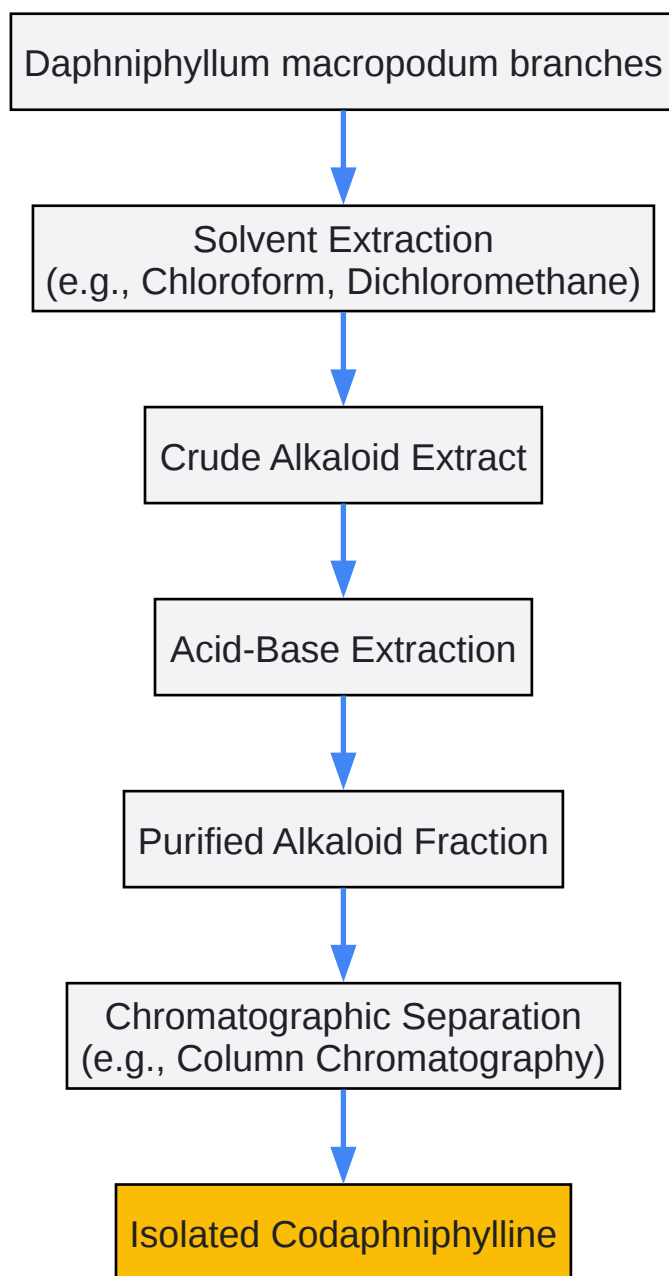 Daphniphyllum macropodum branches
Solvent Extraction
(e.g., Chloroform, Dichloromethane)
Crude Alkaloid Extract
Acid-Base Extraction
Purified Alkaloid Fraction
Chromatographic Separation
(e.g., Column Chromatography)
Isolated Codaphniphylline